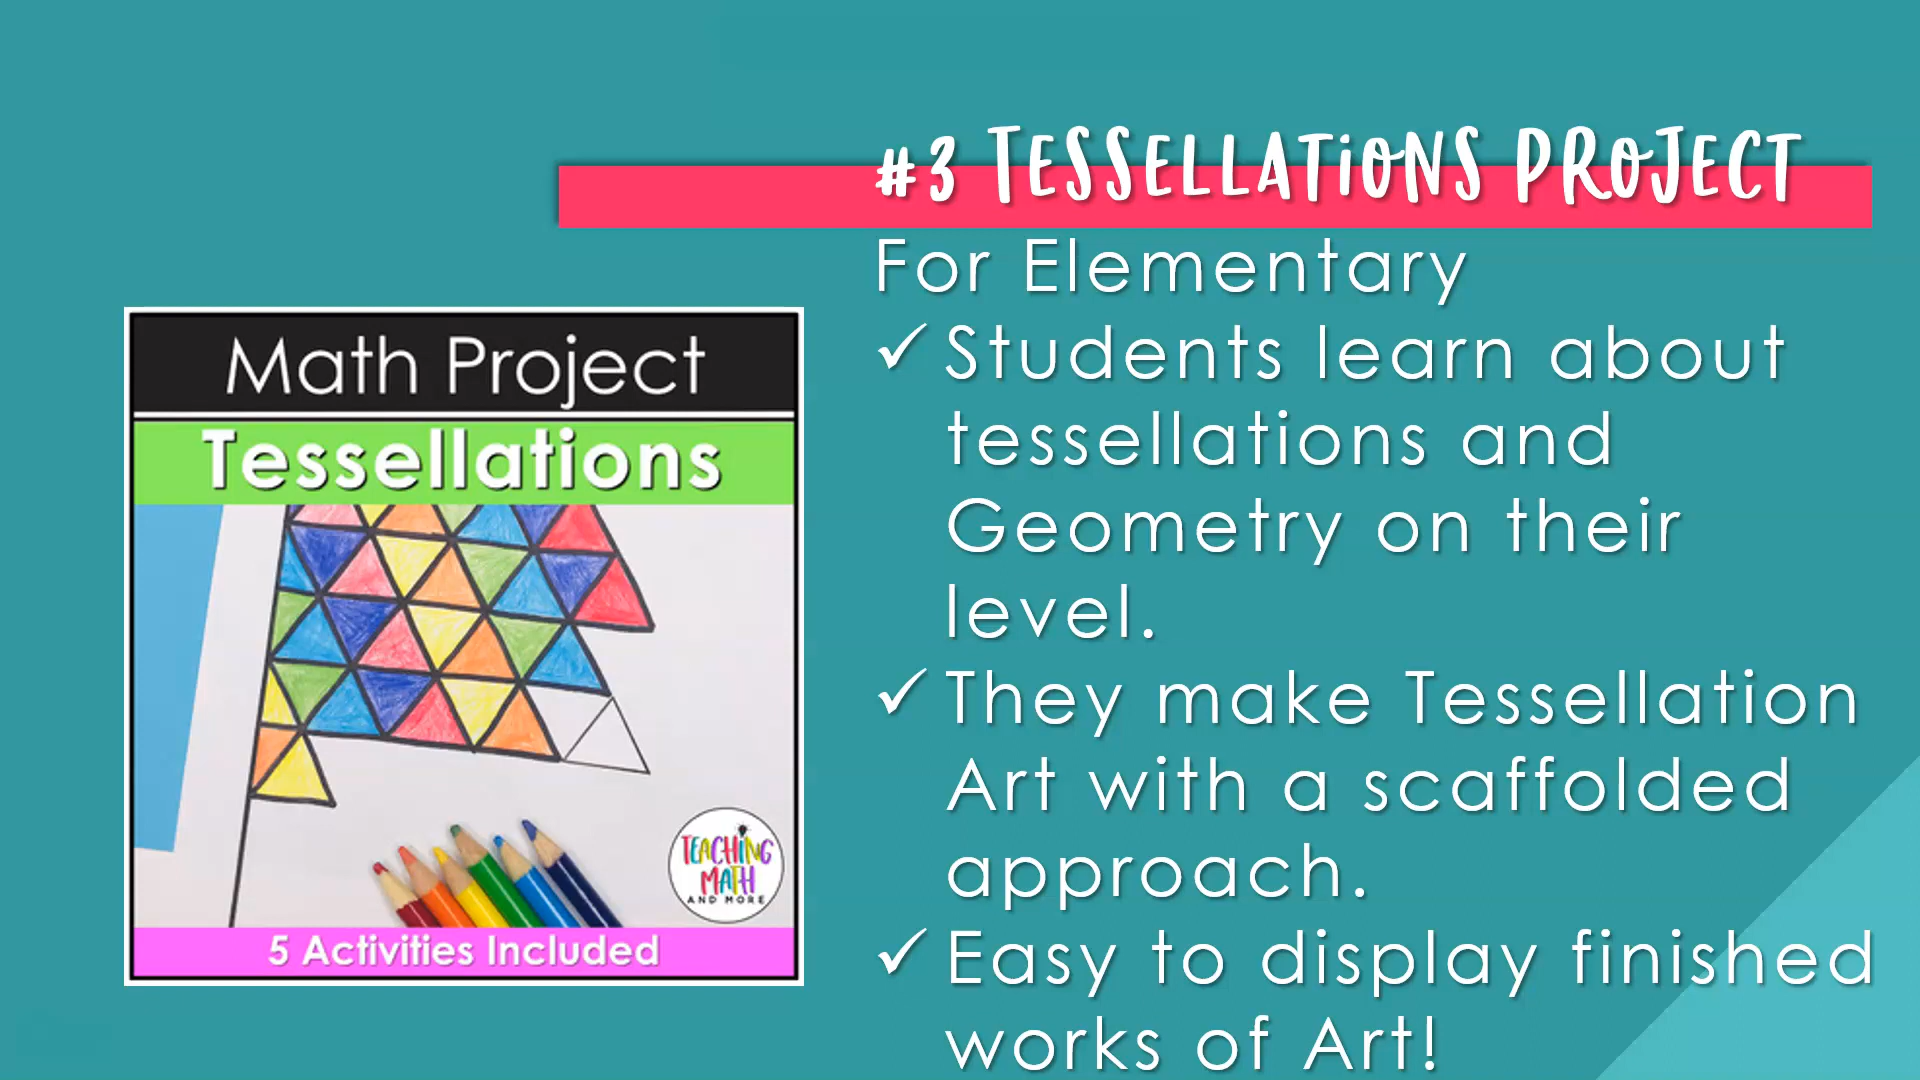 #3 TESSELLATiONS PROJECT
For Elementary
✓ Students learn about
tessellations and
Geometry on their
level.
✓ They make Tessellation
Art with a scaffolded
approach.
✓ Easy to display finished
works of Art!
Math Project
Tessellations
TEACHiNG
MATH
AND MORE
5 Activities Included